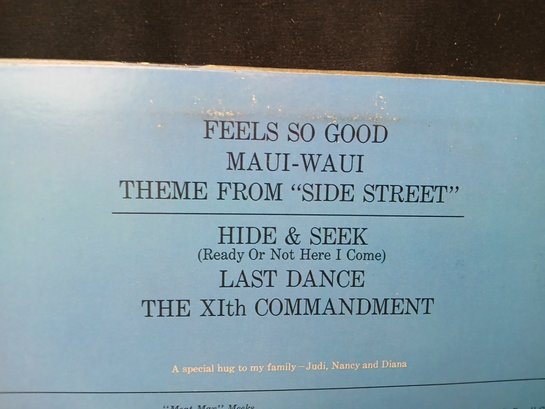 FEELS SO GOOD
MAUI-WAUI
THEME FROM “SIDE STREET”
HIDE & SEEK
(Ready Or Not Here I Come)
LAST DANCE
THE XIth COMMANDMENT
A special hug to my family—Judi, Nancy and Diana